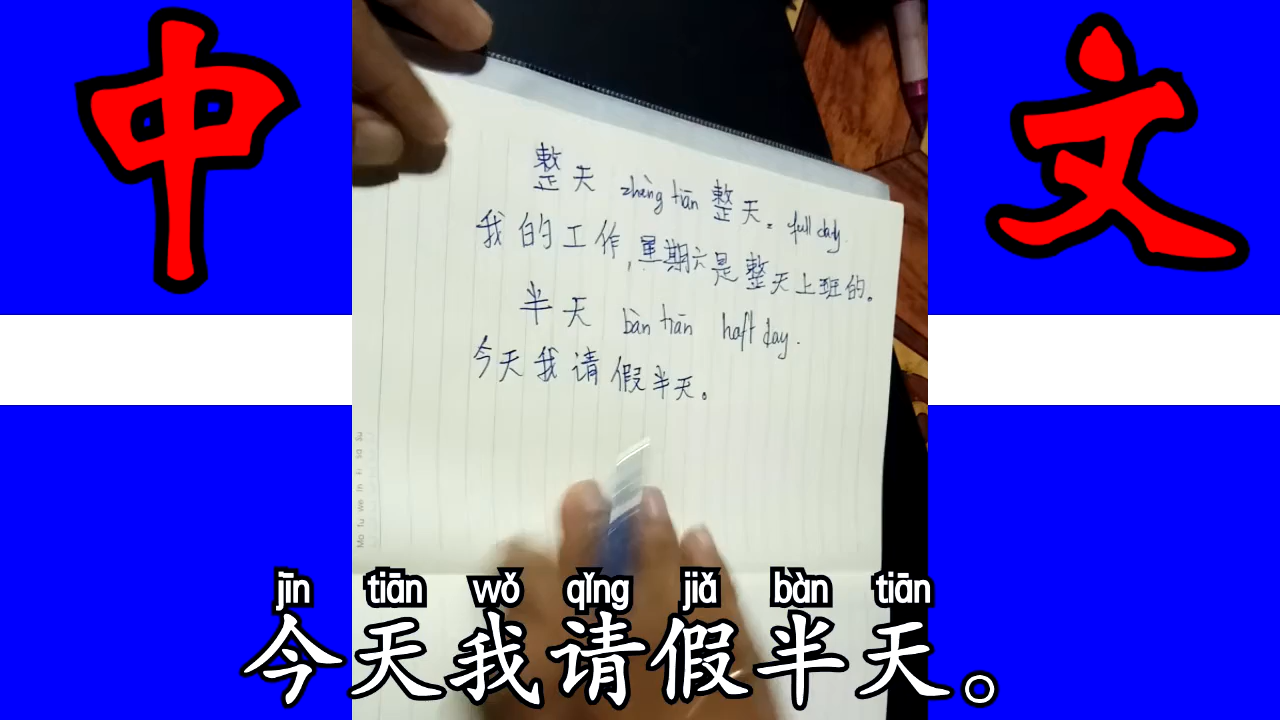 中文
整天 zhěng tiān 整天。full day.
我的工作,星期六是整天上班的。
半天 bàn tiān haft day.
今天我请假半天。
jīn tiān wǒ qǐng jiǎ bàn tiān
今天我请假半天。